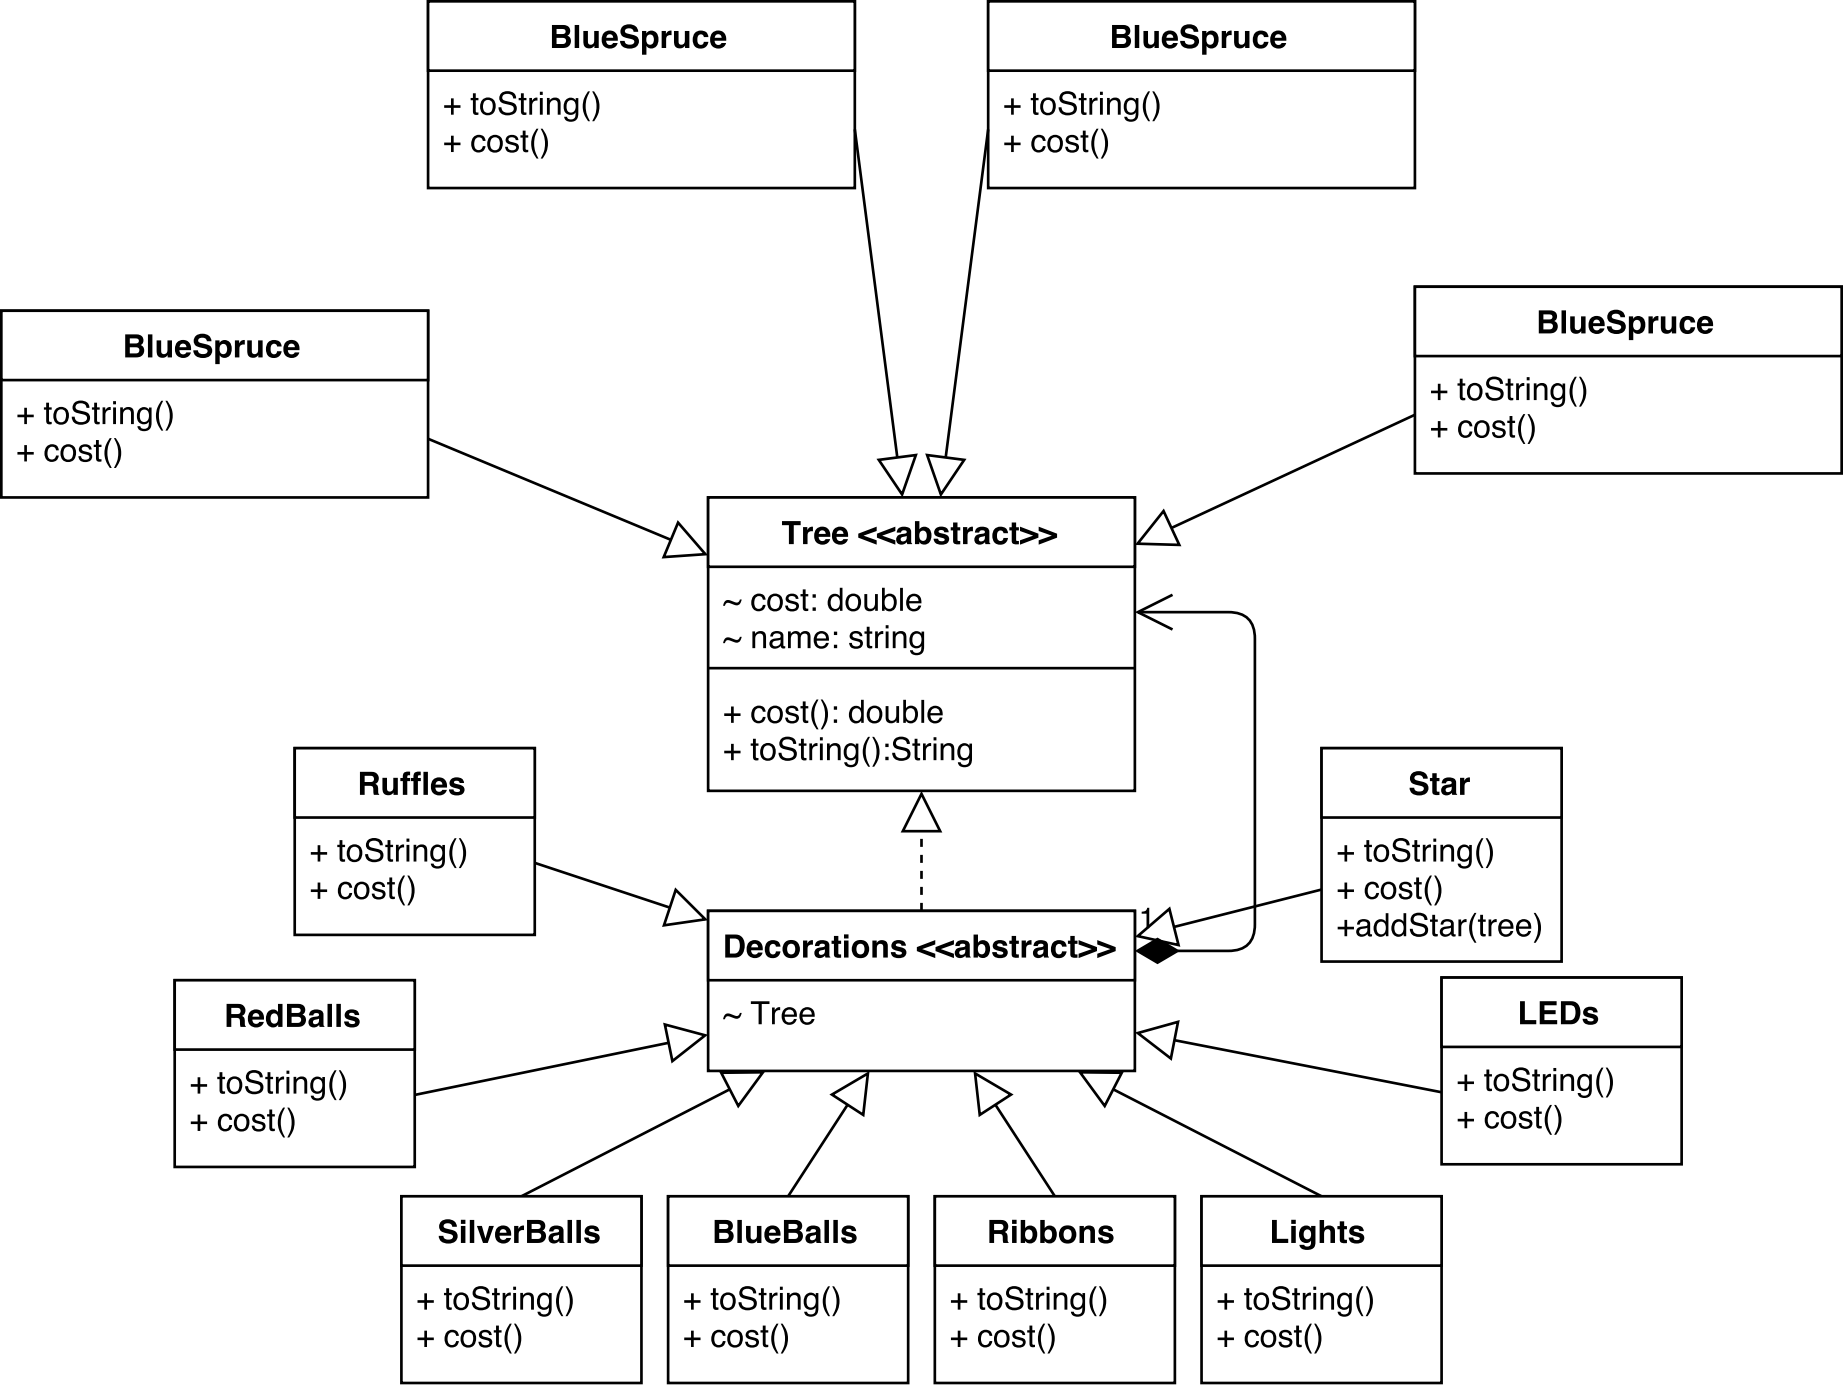 BlueSpruce
+ toString()
+ cost()
BlueSpruce
+ toString()
+ cost()
BlueSpruce
+ toString()
+ cost()
BlueSpruce
+ toString()
+ cost()
Tree <<abstract>>
~ cost: double
~ name: string
+ cost(): double
+ toString():String
Ruffles
+ toString()
+ cost()
Star
+ toString()
+ cost()
+addStar(tree)
1
Decorations <<abstract>>
~ Tree
RedBalls
+ toString()
+ cost()
LEDs
+ toString()
+ cost()
SilverBalls
+ toString()
+ cost()
BlueBalls
+ toString()
+ cost()
Ribbons
+ toString()
+ cost()
Lights
+ toString()
+ cost()